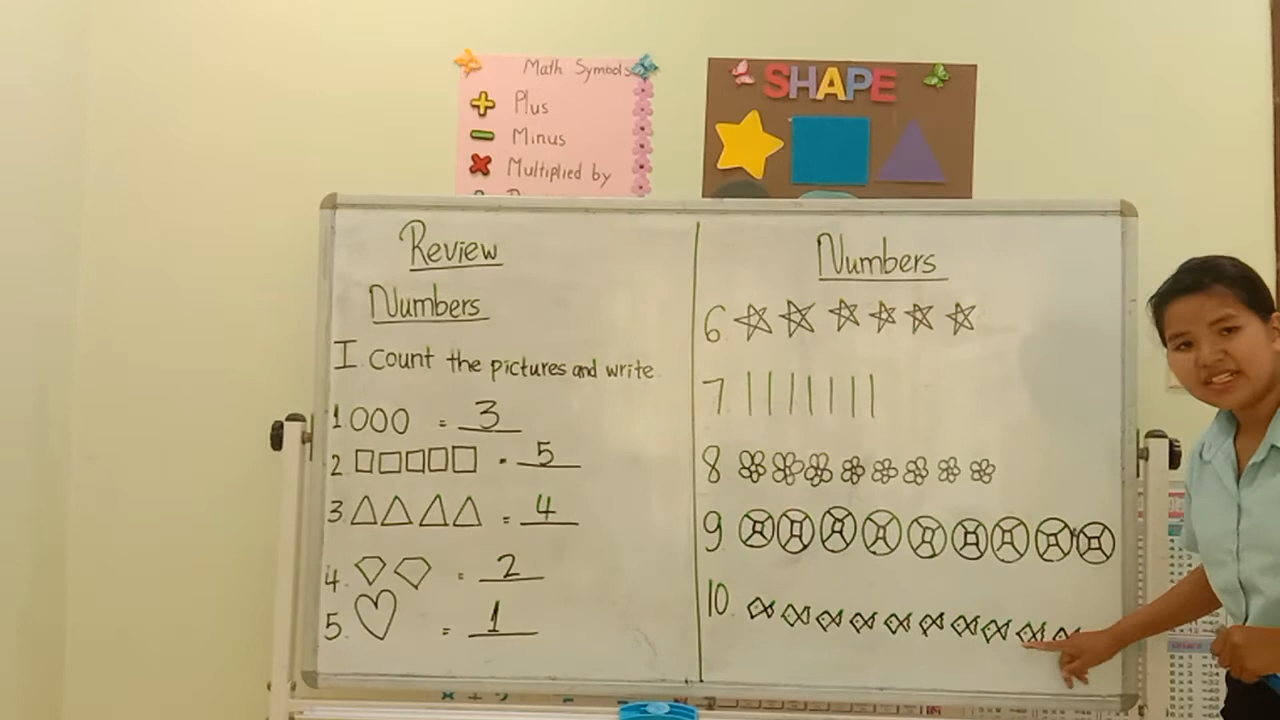 Math Symbols
Plus
Minus
Multiplied by
SHAPE
Review
Numbers
I. Count the pictures and write
1 = 3
2 = 5
3. = 4
4. = 2
5. = 1
Numbers
6
7
8
9
10.